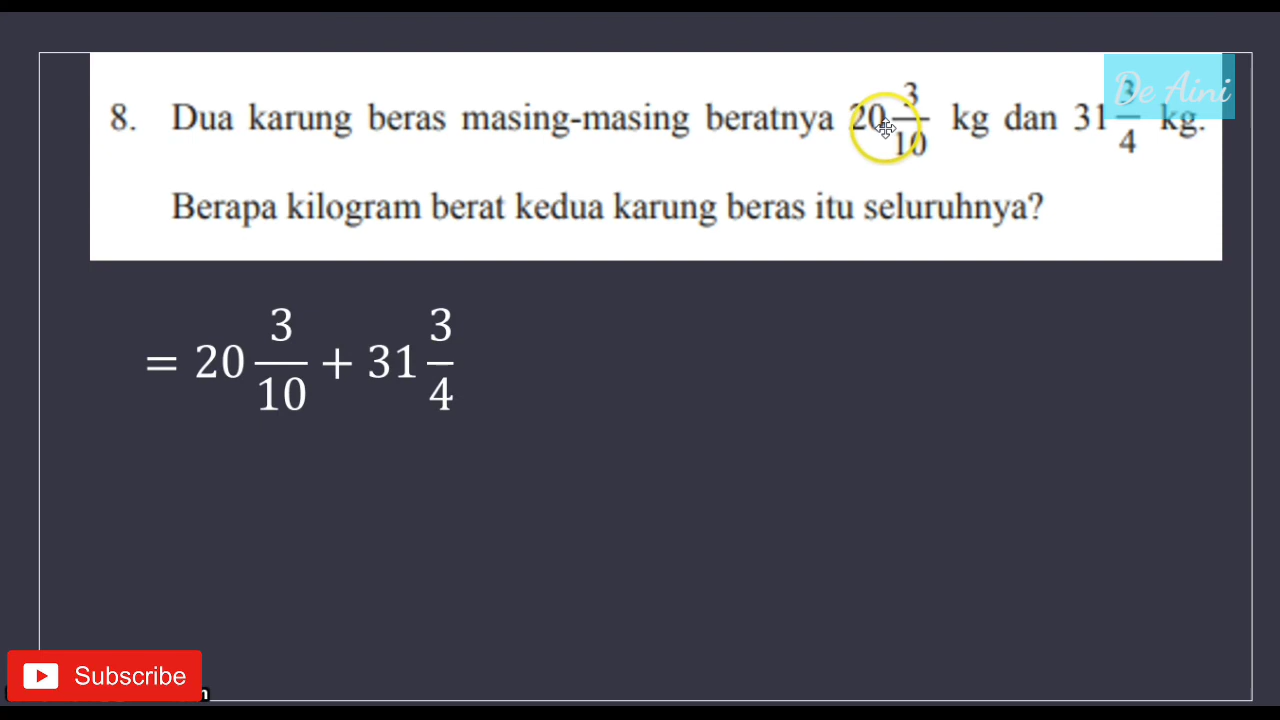 De Aini
8. Dua karung beras masing-masing beratnya 20 3/10 kg dan 31 3/4 kg.
Berapa kilogram berat kedua karung beras itu seluruhnya?
= 20 3/10 + 31 3/4
Subscribe